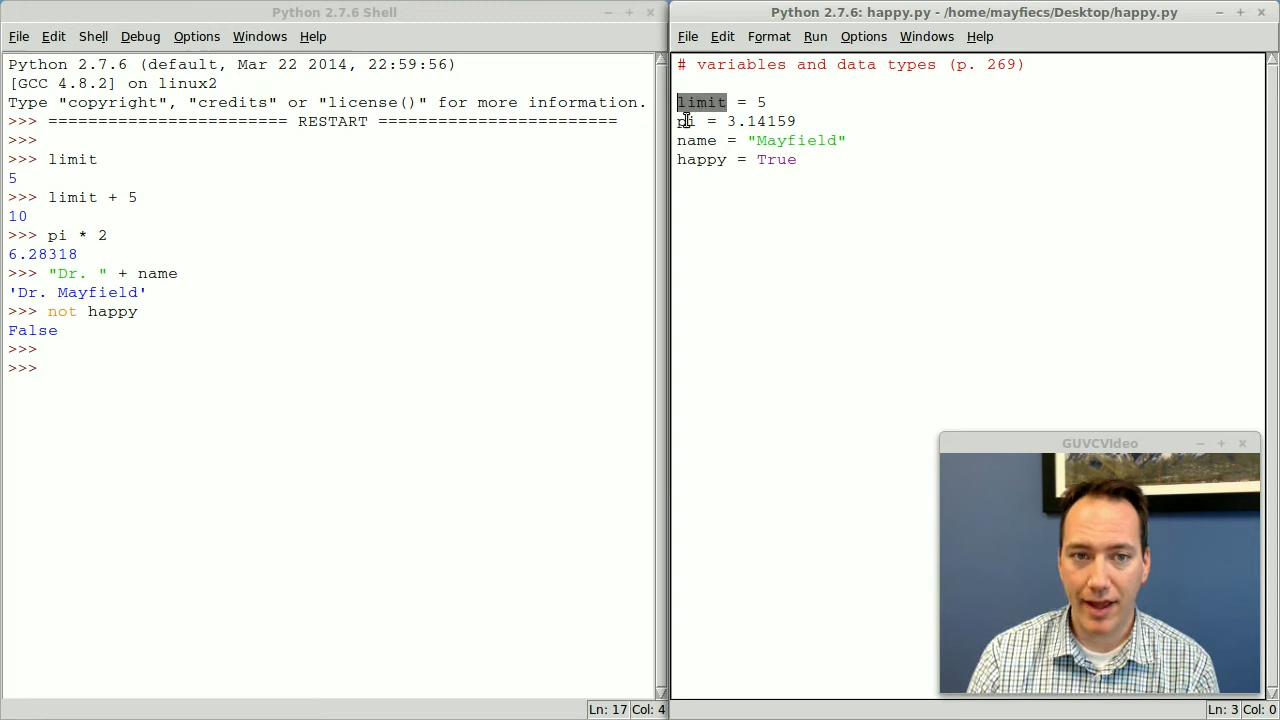 Python 2.7.6 Shell
File Edit Shell Debug Options Windows Help
Python 2.7.6 (default, Mar 22 2014, 22:59:56)
[GCC 4.8.2] on linux2
Type "copyright", "credits" or "license()" for more information.
>>> ======================== RESTART ========================
>>>
>>> limit
5
>>> limit + 5
10
>>> pi * 2
6.28318
>>> "Dr. " + name
'Dr. Mayfield'
>>> not happy
False
>>>
>>>
Ln: 17 Col: 4
Python 2.7.6: happy.py - /home/mayfiecs/Desktop/happy.py
File Edit Format Run Options Windows Help
# variables and data types (p. 269)
limit = 5
pi = 3.14159
name = "Mayfield"
happy = True
GUVCVIdeo
Ln: 3 Col: 0